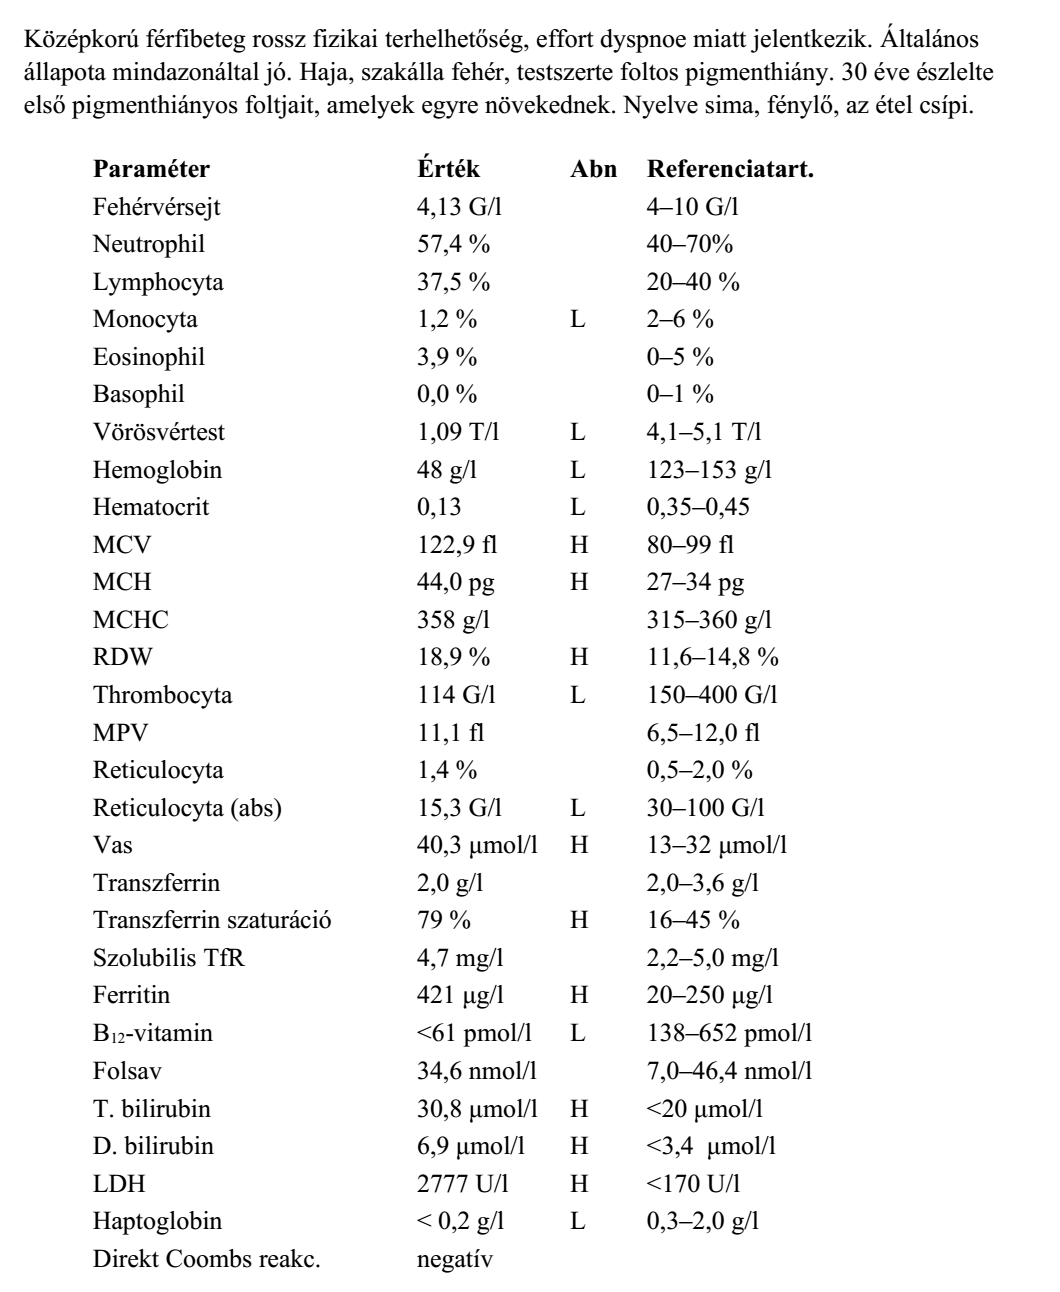 Középkorú férfibeteg rossz fizikai terhelhetőség, effort dyspnoe miatt jelentkezik. Általános
állapota mindazonáltal jó. Haja, szakálla fehér, testszerte foltos pigmenthiány. 30 éve észlelte
első pigmenthiányos foltjait, amelyek egyre növekednek. Nyelve sima, fénylő, az étel csípi.
Paraméter Érték Abn Referenciatart.
Fehérvérsejt 4,13 G/l 4–10 G/l
Neutrophil 57,4 % 40–70%
Lymphocyta 37,5 % 20–40 %
Monocyta 1,2 % L 2–6 %
Eosinophil 3,9 % 0–5 %
Basophil 0,0 % 0–1 %
Vörösvértest 1,09 T/l L 4,1–5,1 T/l
Hemoglobin 48 g/l L 123–153 g/l
Hematocrit 0,13 L 0,35–0,45
MCV 122,9 fl H 80–99 fl
MCH 44,0 pg H 27–34 pg
MCHC 358 g/l 315–360 g/l
RDW 18,9 % H 11,6–14,8 %
Thrombocyta 114 G/l L 150–400 G/l
MPV 11,1 fl 6,5–12,0 fl
Reticulocyta 1,4 % 0,5–2,0 %
Reticulocyta (abs) 15,3 G/l L 30–100 G/l
Vas 40,3 μmol/l H 13–32 μmol/l
Transzferrin 2,0 g/l 2,0–3,6 g/l
Transzferrin szaturáció 79 % H 16–45 %
Szolubilis TfR 4,7 mg/l 2,2–5,0 mg/l
Ferritin 421 μg/l H 20–250 μg/l
B₁₂-vitamin <61 pmol/l L 138–652 pmol/l
Folsav 34,6 nmol/l 7,0–46,4 nmol/l
T. bilirubin 30,8 μmol/l H <20 μmol/l
D. bilirubin 6,9 μmol/l H <3,4 μmol/l
LDH 2777 U/l H <170 U/l
Haptoglobin < 0,2 g/l L 0,3–2,0 g/l
Direkt Coombs reakc. negatív